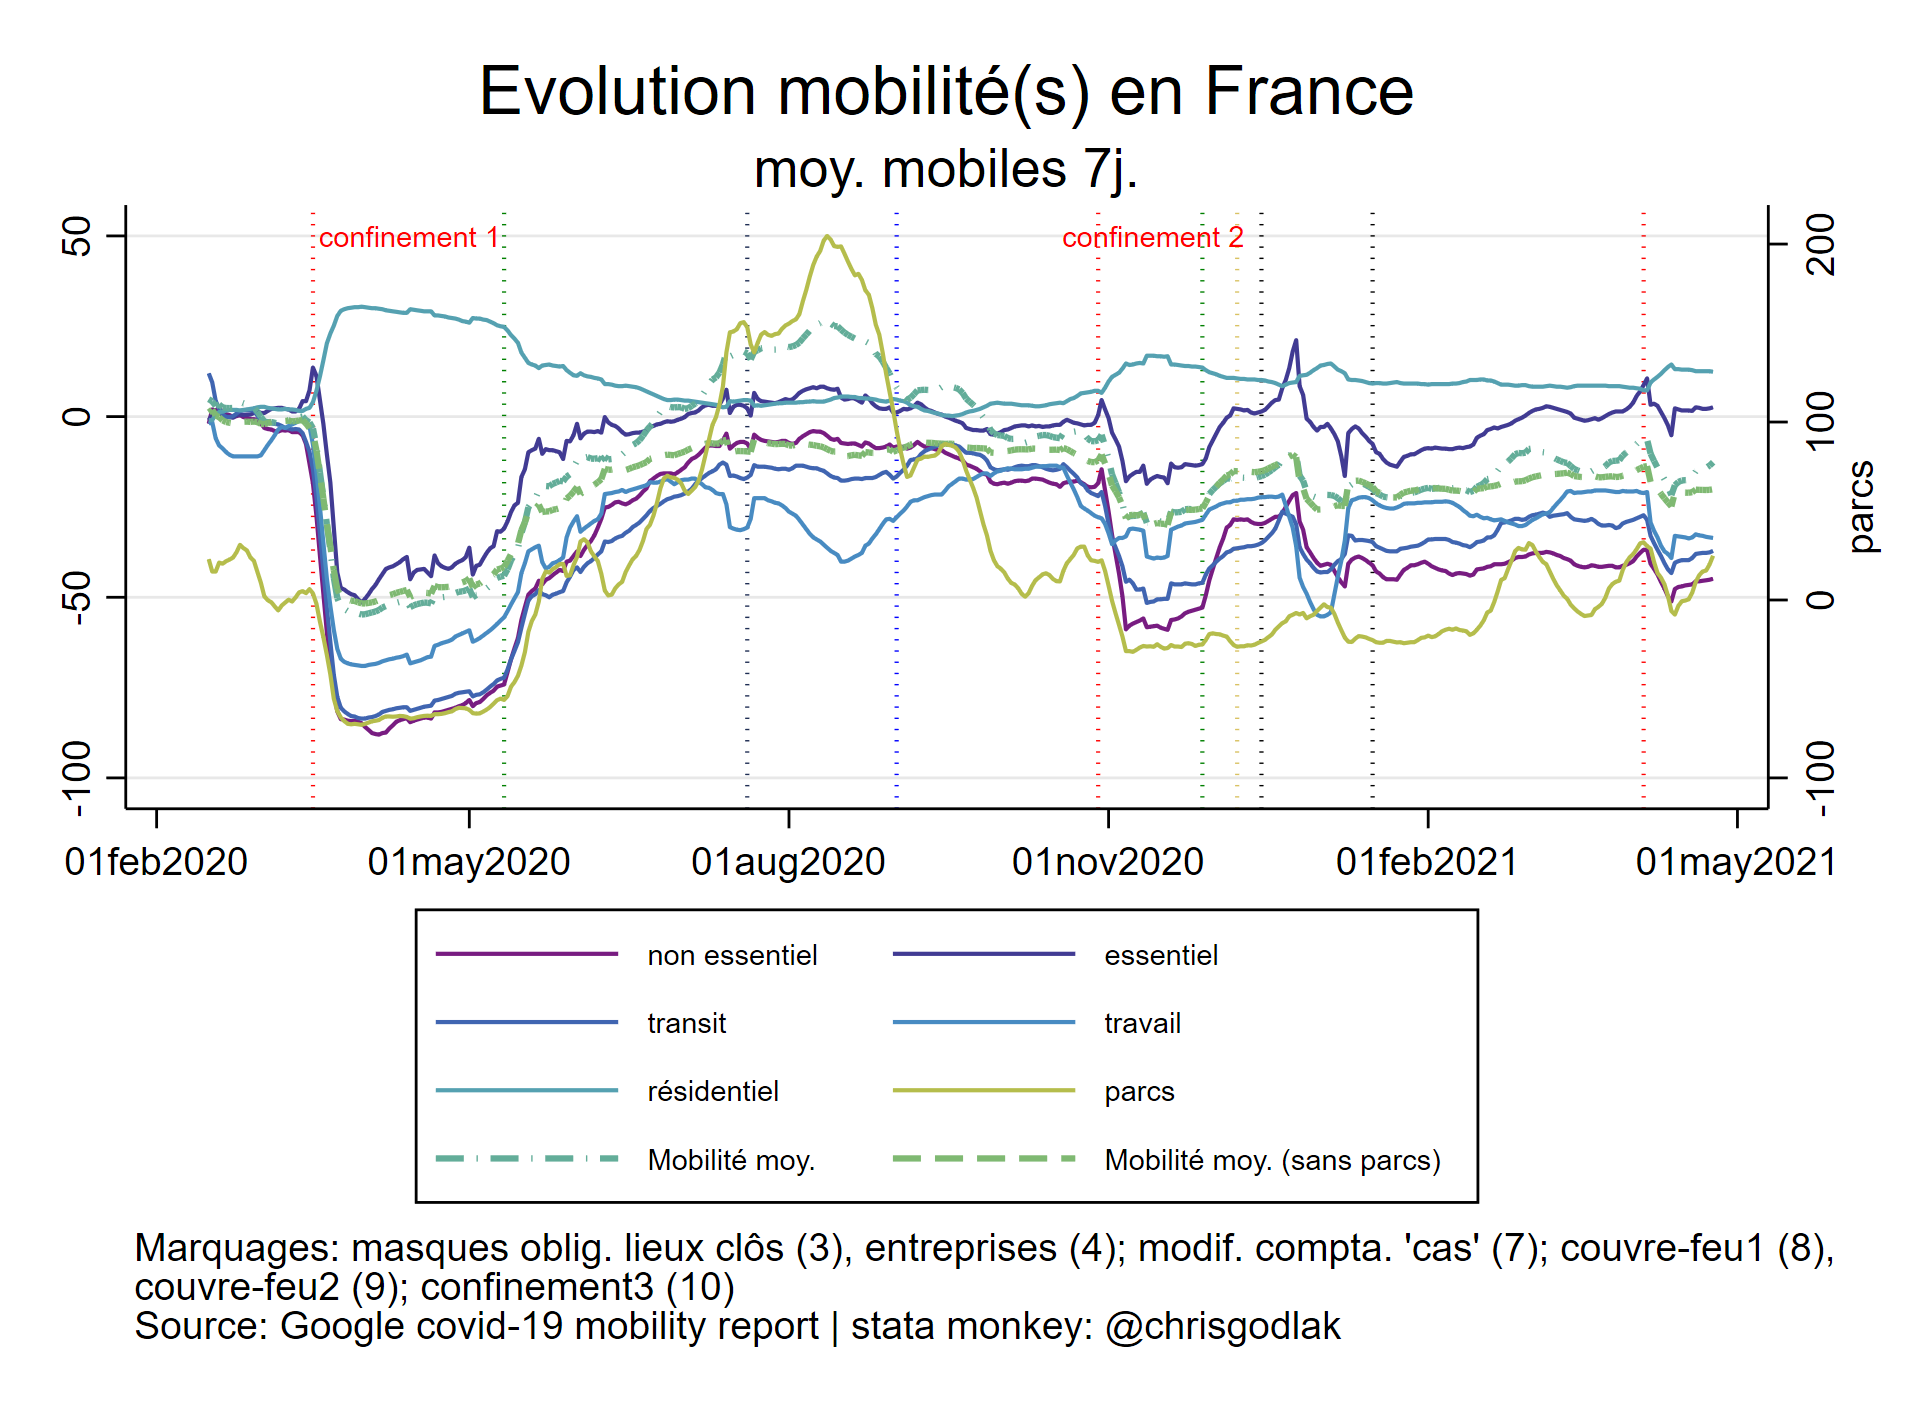 Evolution mobilité(s) en France
moy. mobiles 7j.
confinement 1
confinement 2
50
0
-50
-100
200
100
0
-100
parcs
01feb2020
01may2020
01aug2020
01nov2020
01feb2021
01may2021
non essentiel
essentiel
transit
travail
résidentiel
parcs
Mobilité moy.
Mobilité moy. (sans parcs)
Marquages: masques oblig. lieux clôs (3), entreprises (4); modif. compta. 'cas' (7); couvre-feu1 (8),
couvre-feu2 (9); confinement3 (10)
Source: Google covid-19 mobility report | stata monkey: @chrisgodlak